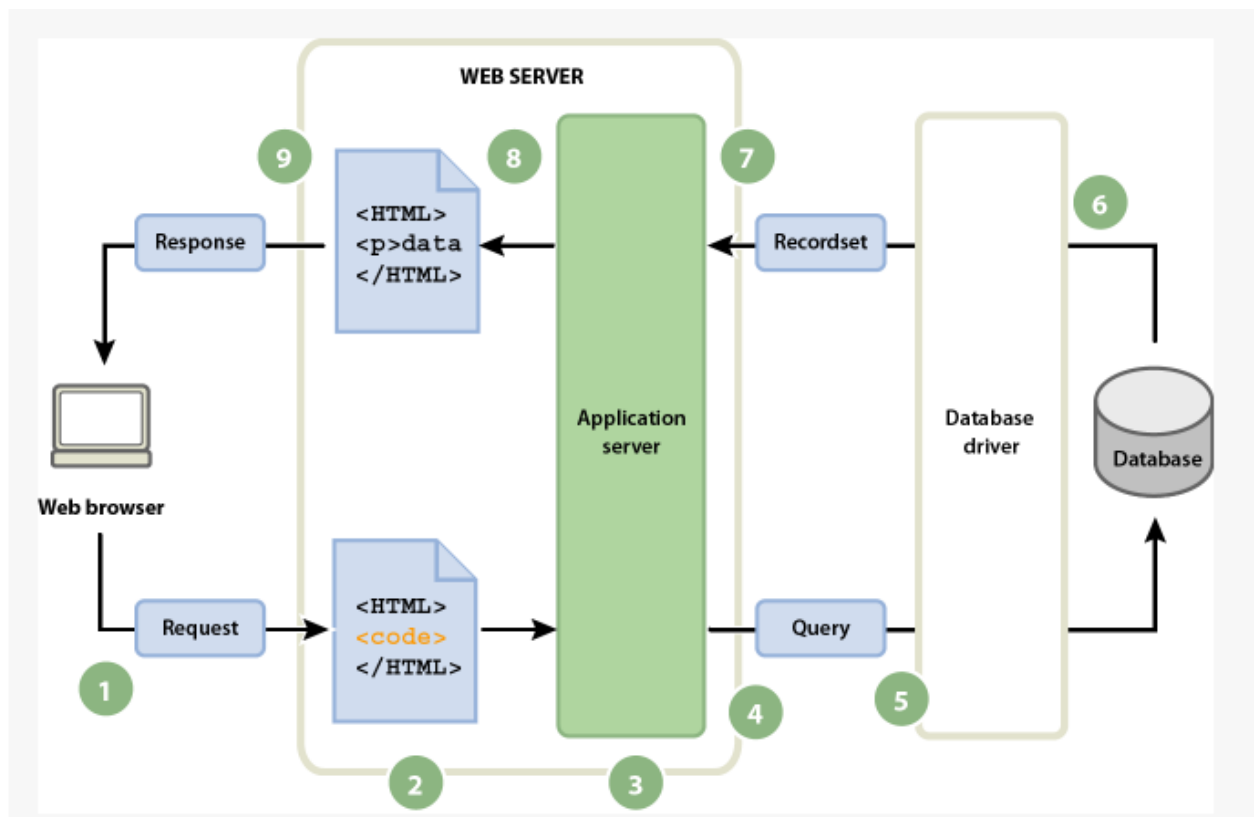 WEB SERVER
9
8
7
6
<HTML>
<p>data
</HTML>
Response
Recordset
Application
server
Database
driver
Database
Web browser
<HTML>
<code>
</HTML>
Request
Query
1
2
3
4
5